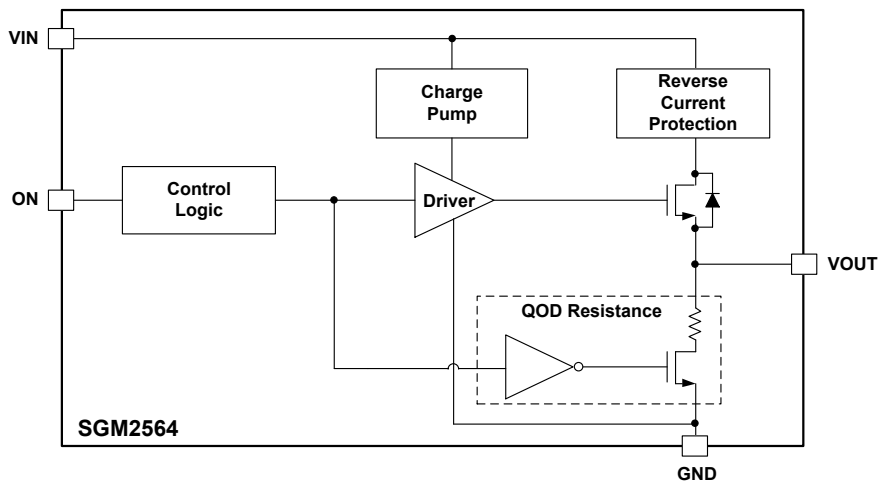 VIN
Charge
Pump
Reverse
Current
Protection
ON
Control
Logic
Driver
VOUT
QOD Resistance
SGM2564
GND